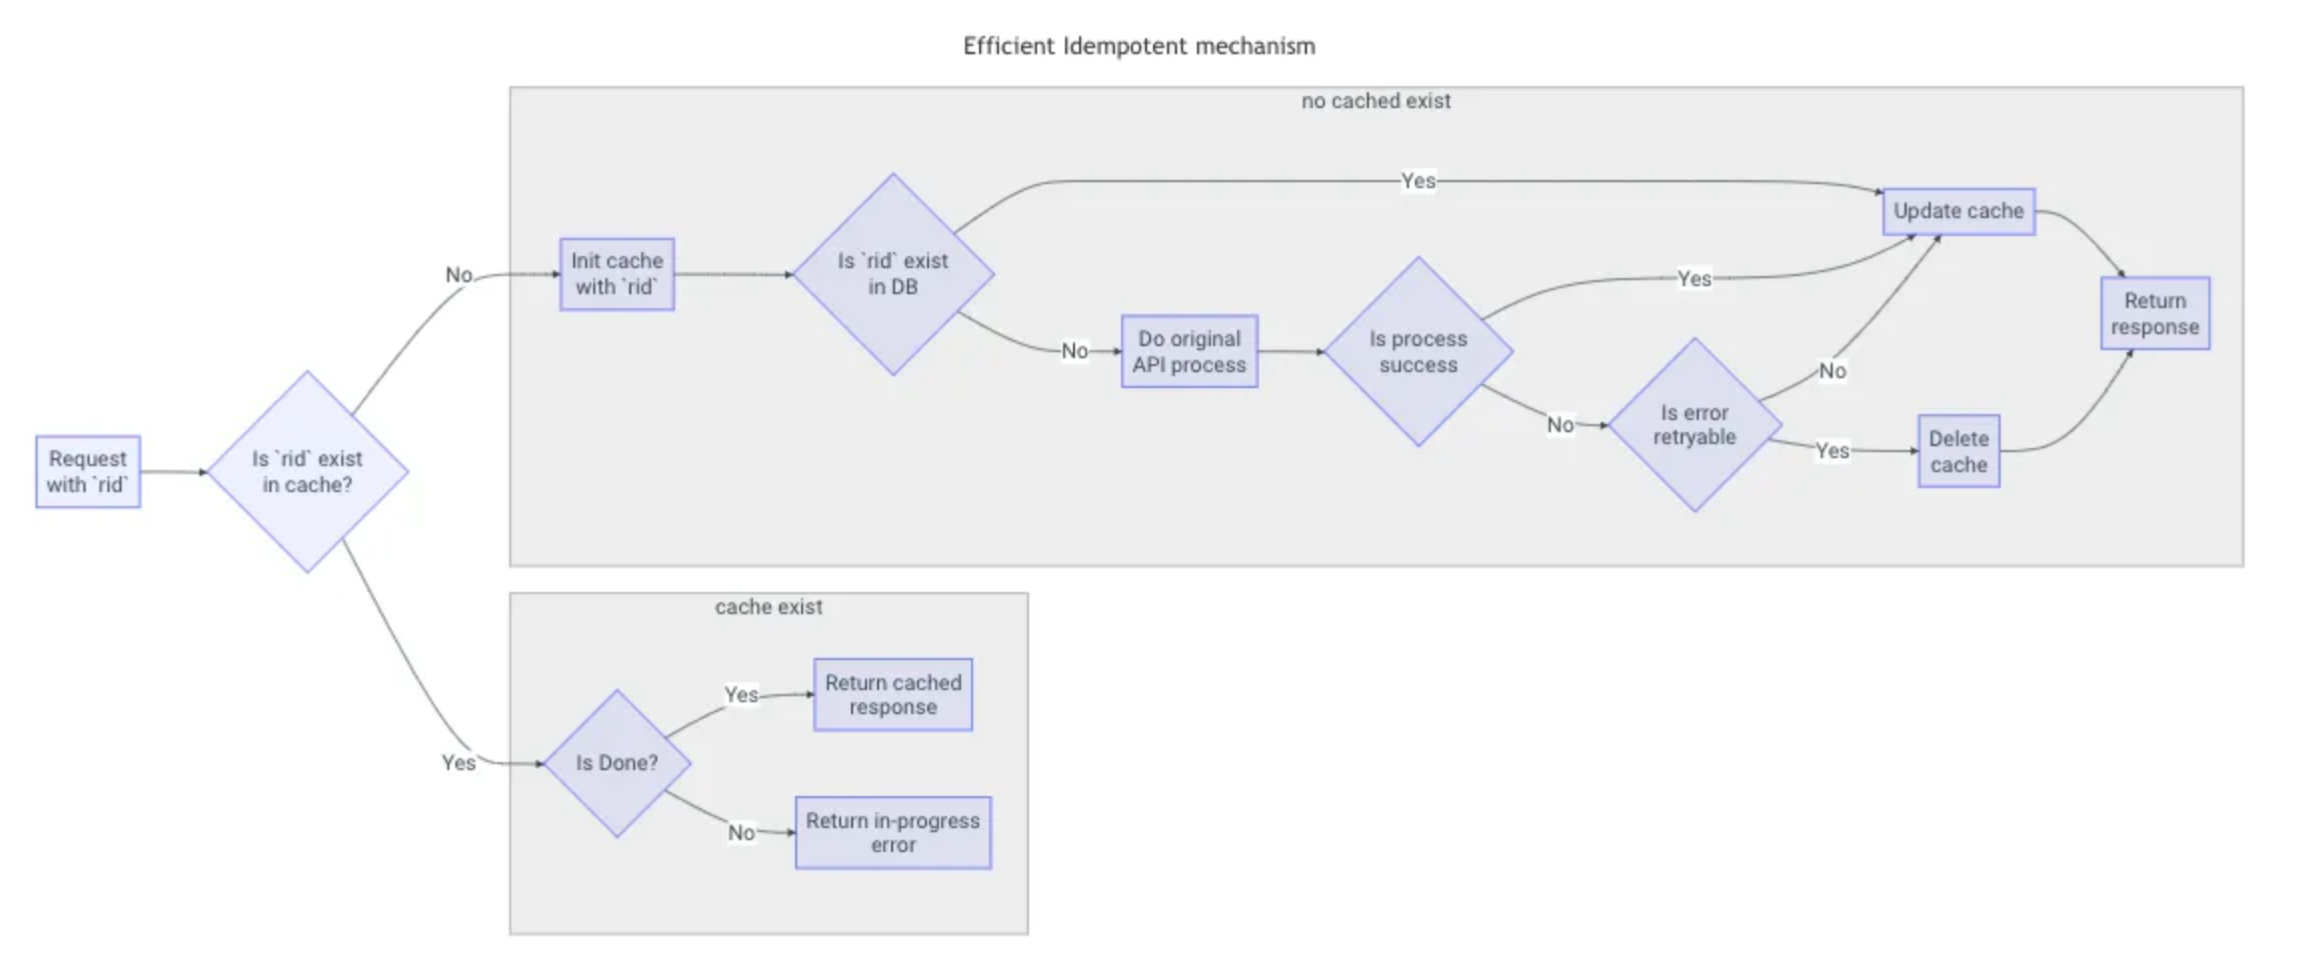 Efficient Idempotent mechanism
no cached exist
Yes
Update cache
Init cache
with `rid`
Is `rid` exist
in DB
No
Yes
Return
response
No
Do original
API process
Is process
success
No
Is error
retryable
No
Yes
Delete
cache
Request
with `rid`
Is `rid` exist
in cache?
cache exist
Yes
Is Done?
Yes
Return cached
response
No
Return in-progress
error